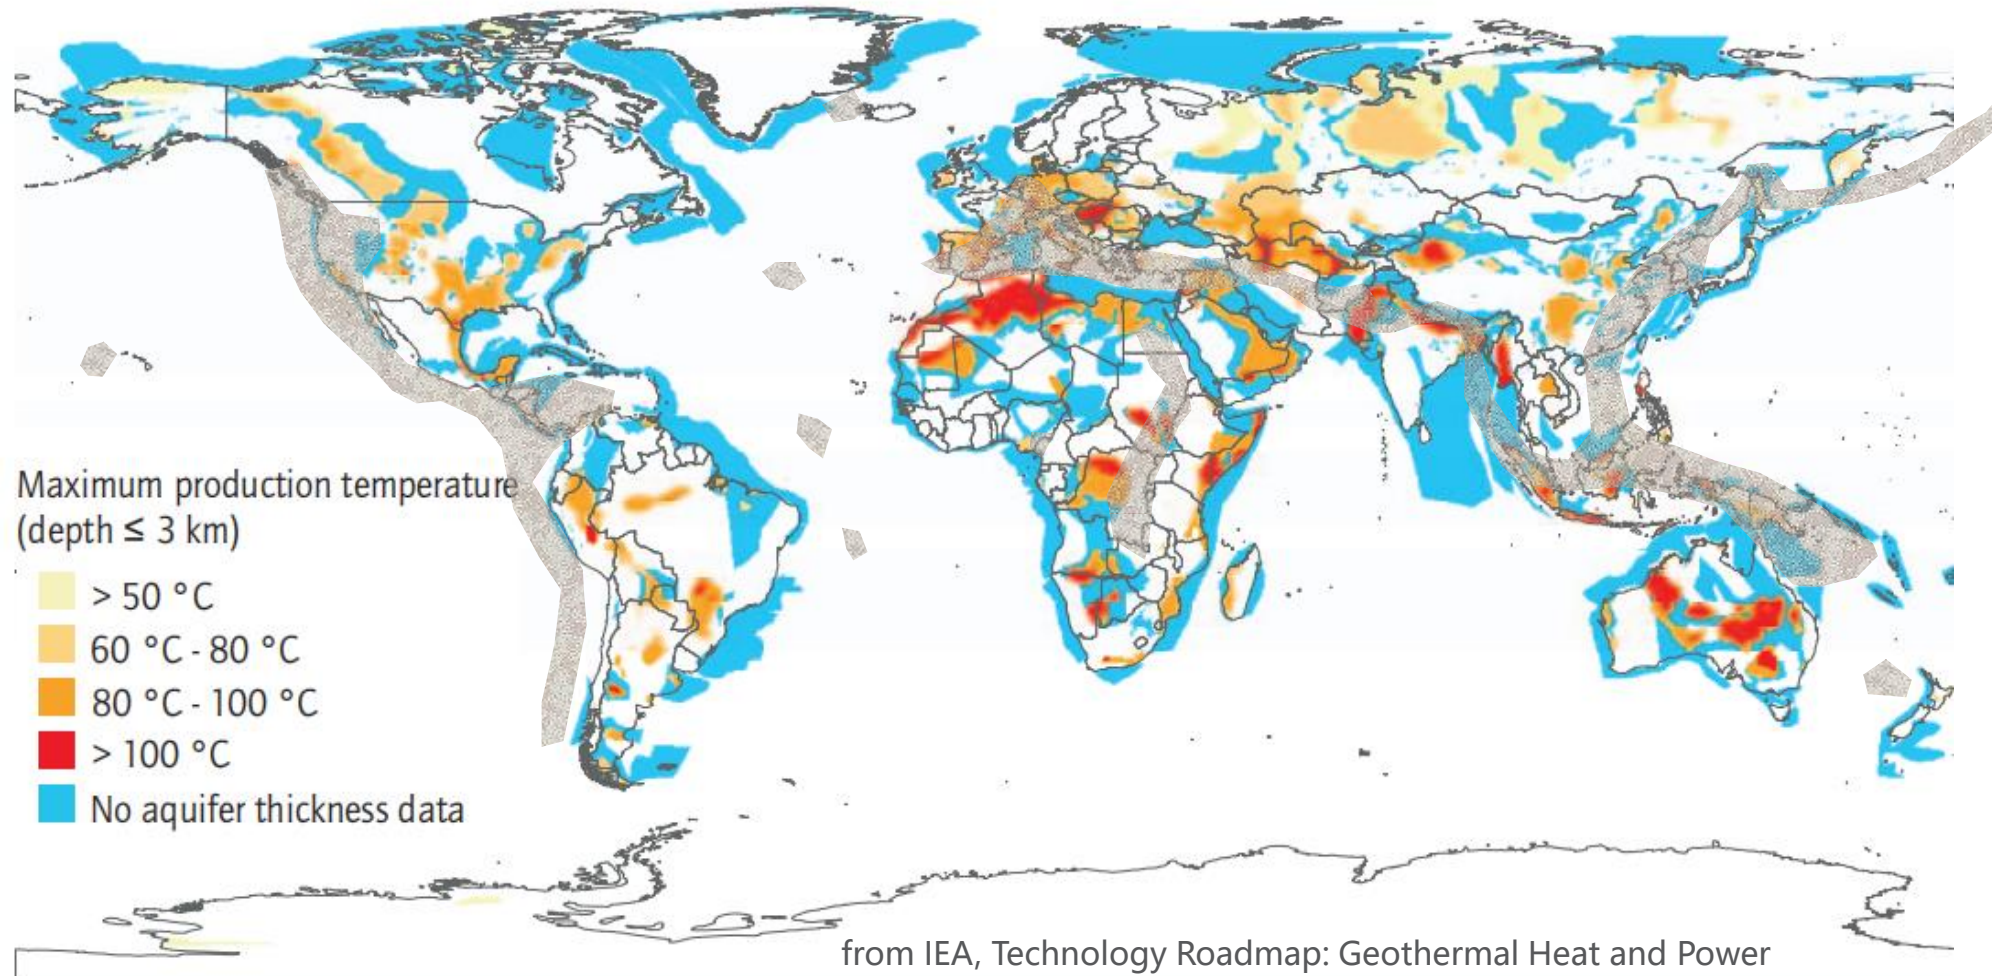 Maximum production temperature
(depth ≤ 3 km)
> 50 °C
60 °C - 80 °C
80 °C - 100 °C
> 100 °C
No aquifer thickness data
from IEA, Technology Roadmap: Geothermal Heat and Power